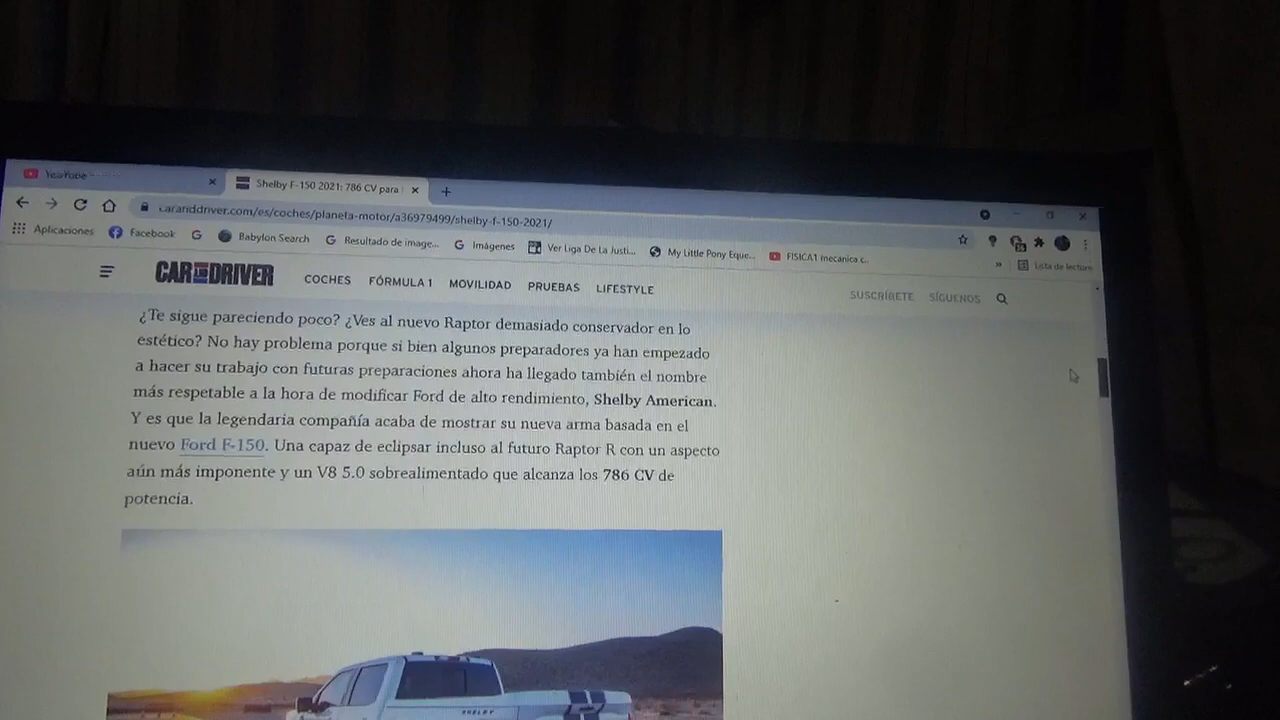 YouTube
Shelby F-150 2021: 786 CV para
caranddriver.com/es/coches/planeta-motor/a36979499/shelby-f-150-2021/
Aplicaciones Facebook Babylon Search Resultado de image... Imágenes Ver Liga De La Justi... My Little Pony Eque... FISICA1 mecanica c..
» Lista de lectura
CAR AND DRIVER COCHES FÓRMULA 1 MOVILIDAD PRUEBAS LIFESTYLE SUSCRÍBETE SÍGUENOS
¿Te sigue pareciendo poco? ¿Ves al nuevo Raptor demasiado conservador en lo
estético? No hay problema porque si bien algunos preparadores ya han empezado
a hacer su trabajo con futuras preparaciones ahora ha llegado también el nombre
más respetable a la hora de modificar Ford de alto rendimiento, Shelby American.
Y es que la legendaria compañía acaba de mostrar su nueva arma basada en el
nuevo Ford F-150. Una capaz de eclipsar incluso al futuro Raptor R con un aspecto
aún más imponente y un V8 5.0 sobrealimentado que alcanza los 786 CV de
potencia.
SHELBY